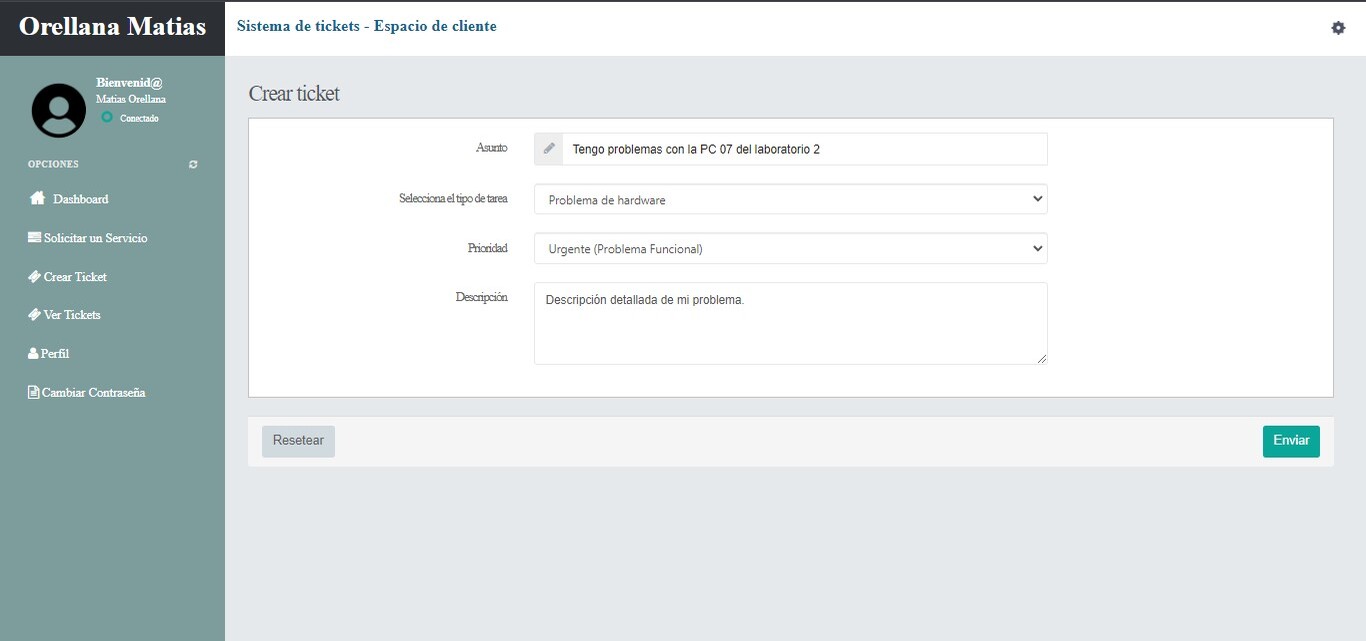 Orellana Matias
Sistema de tickets - Espacio de cliente
Bienvenid@
Matias Orellana
Conectado
OPCIONES
Dashboard
Solicitar un Servicio
Crear Ticket
Ver Tickets
Perfil
Cambiar Contraseña
Crear ticket
Asunto
Tengo problemas con la PC 07 del laboratorio 2
Selecciona el tipo de tarea
Problema de hardware
Prioridad
Urgente (Problema Funcional)
Descripción
Descripción detallada de mi problema.
Resetear
Enviar